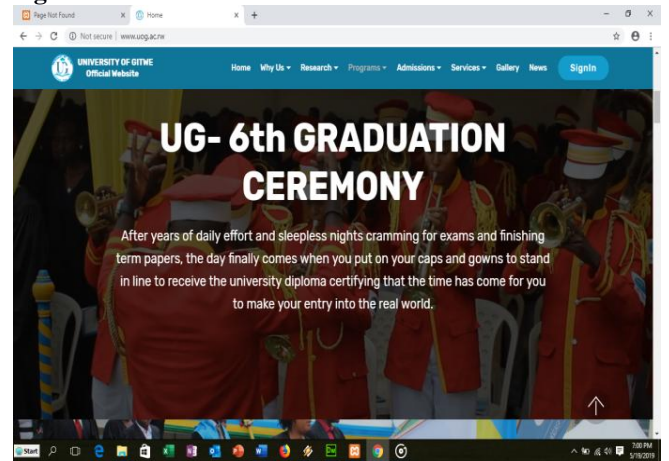 Page Not Found
Home
Not secure | www.uog.ac.rw
UNIVERSITY OF GITWE
Official Website
Home Why Us Research Programs Admissions Services Gallery News SignIn
UG- 6th GRADUATION
CEREMONY
After years of daily effort and sleepless nights cramming for exams and finishing
term papers, the day finally comes when you put on your caps and gowns to stand
in line to receive the university diploma certifying that the time has come for you
to make your entry into the real world.
Start
7:00 PM
5/19/2019